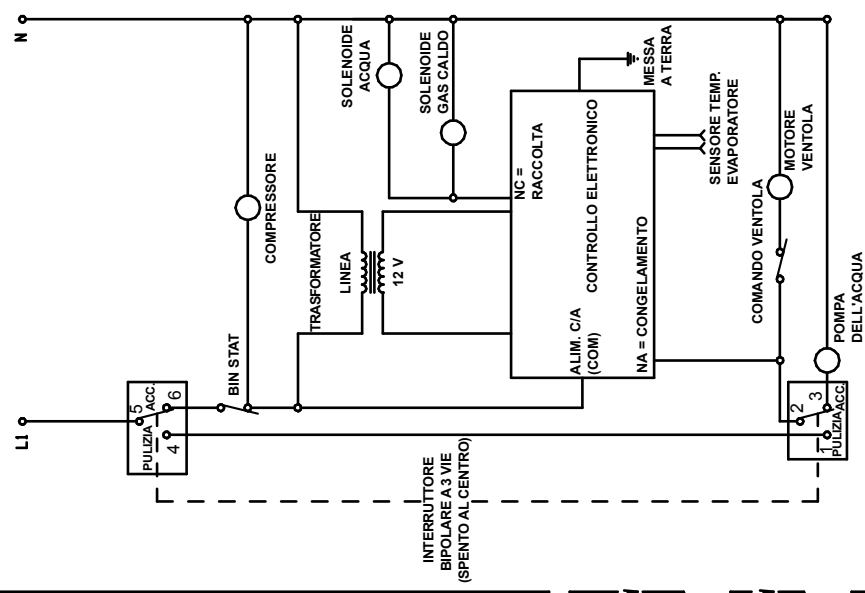 L1
N
5
PULIZIA
ACC.
4
6
BIN STAT
COMPRESSORE
TRASFORMATORE
LINEA
12 V
SOLENOIDE
ACQUA
SOLENOIDE
GAS CALDO
NC =
RACCOLTA
ALIM. C/A
(COM)
CONTROLLO ELETTRONICO
NA = CONGELAMENTO
MESSA
A TERRA
SENSORE TEMP.
EVAPORATORE
COMANDO VENTOLA
MOTORE
VENTOLA
POMPA
DELL'ACQUA
2
3
1
PULIZIA
ACC.
INTERRUTTORE
BIPOLARE A 3 VIE
(SPENTO AL CENTRO)